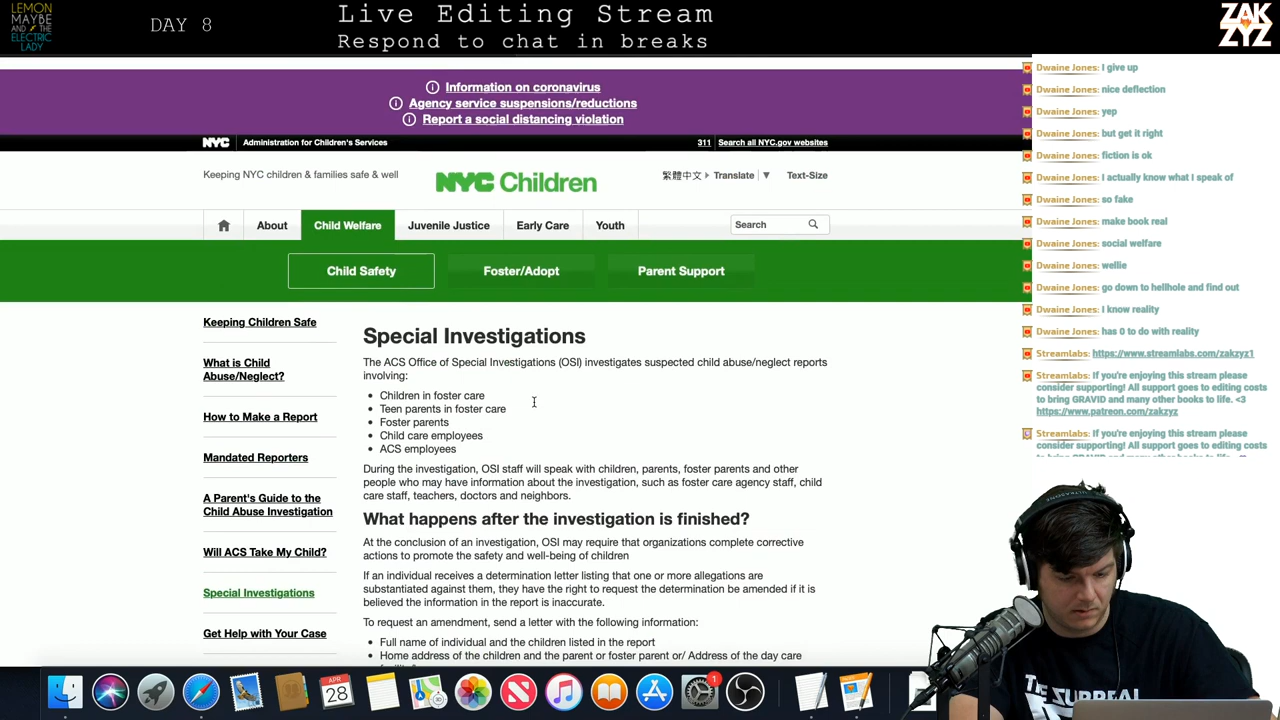 LEMON
MAYBE
AND THE
ELECTRIC
LADY
DAY 8
Live Editing Stream
Respond to chat in breaks
ZAK
ZYZ
Information on coronavirus
Agency service suspensions/reductions
Report a social distancing violation
NYC Administration for Children's Services 311 Search all NYC.gov websites
Keeping NYC children & families safe & well
NYC Children
繁體中文 Translate Text-Size
About Child Welfare Juvenile Justice Early Care Youth Search
Child Safety Foster/Adopt Parent Support
Keeping Children Safe
What is Child
Abuse/Neglect?
How to Make a Report
Mandated Reporters
A Parent's Guide to the
Child Abuse Investigation
Will ACS Take My Child?
Special Investigations
Get Help with Your Case
Special Investigations
The ACS Office of Special Investigations (OSI) investigates suspected child abuse/neglect reports
involving:
Children in foster care
Teen parents in foster care
Foster parents
Child care employees
ACS employees
During the investigation, OSI staff will speak with children, parents, foster parents and other
people who may have information about the investigation, such as foster care agency staff, child
care staff, teachers, doctors and neighbors.
What happens after the investigation is finished?
At the conclusion of an investigation, OSI may require that organizations complete corrective
actions to promote the safety and well-being of children
If an individual receives a determination letter listing that one or more allegations are
substantiated against them, they have the right to request the determination be amended if it is
believed the information in the report is inaccurate.
To request an amendment, send a letter with the following information:
Full name of individual and the children listed in the report
Home address of the children and the parent or foster parent or/ Address of the day care
Dwaine Jones: I give up
Dwaine Jones: nice deflection
Dwaine Jones: yep
Dwaine Jones: but get it right
Dwaine Jones: fiction is ok
Dwaine Jones: I actually know what I speak of
Dwaine Jones: so fake
Dwaine Jones: make book real
Dwaine Jones: social welfare
Dwaine Jones: wellie
Dwaine Jones: go down to hellhole and find out
Dwaine Jones: I know reality
Dwaine Jones: has 0 to do with reality
Streamlabs: https://www.streamlabs.com/zakzyz1
Streamlabs: If you're enjoying this stream please
consider supporting! All support goes to editing costs
to bring GRAVID and many other books to life. <3
https://www.patreon.com/zakzyz
Streamlabs: If you're enjoying this stream please
consider supporting! All support goes to editing costs
to bring GRAVID and many other books to life. <3
ULTRASONE
THE SURREAL
APR
28
1